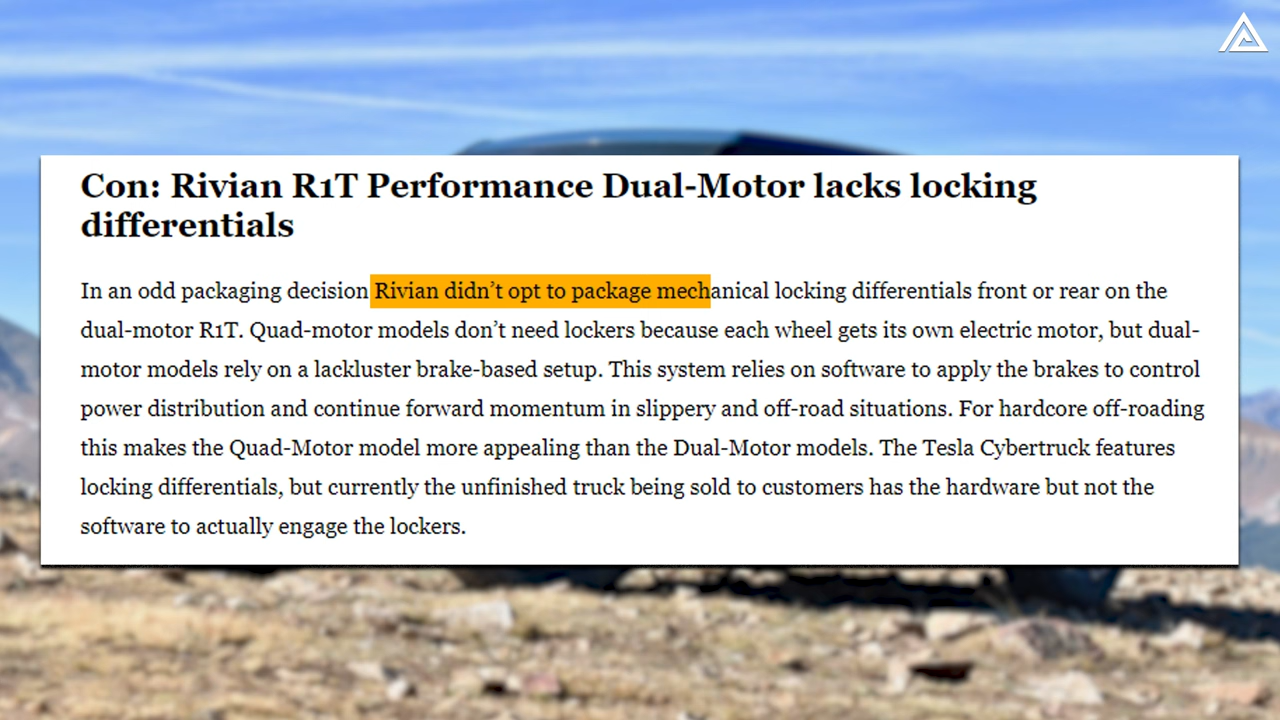 Con: Rivian R1T Performance Dual-Motor lacks locking
differentials
In an odd packaging decision Rivian didn’t opt to package mechanical locking differentials front or rear on the
dual-motor R1T. Quad-motor models don’t need lockers because each wheel gets its own electric motor, but dual-
motor models rely on a lackluster brake-based setup. This system relies on software to apply the brakes to control
power distribution and continue forward momentum in slippery and off-road situations. For hardcore off-roading
this makes the Quad-Motor model more appealing than the Dual-Motor models. The Tesla Cybertruck features
locking differentials, but currently the unfinished truck being sold to customers has the hardware but not the
software to actually engage the lockers.